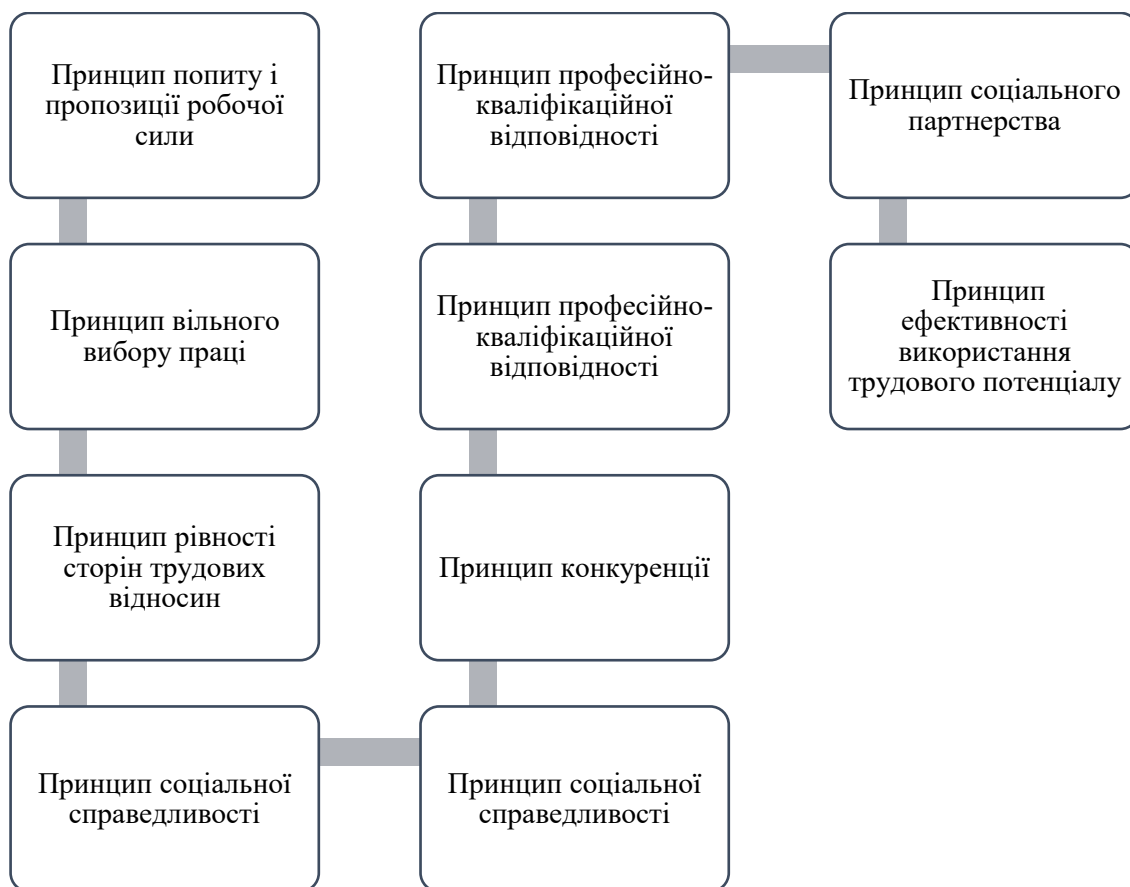 Принцип попиту і
пропозиції робочої
сили
Принцип вільного
вибору праці
Принцип рівності
сторін трудових
відносин
Принцип соціальної
справедливості
Принцип соціальної
справедливості
Принцип конкуренції
Принцип професійно-
кваліфікаційної
відповідності
Принцип професійно-
кваліфікаційної
відповідності
Принцип соціального
партнерства
Принцип
ефективності
використання
трудового потенціалу